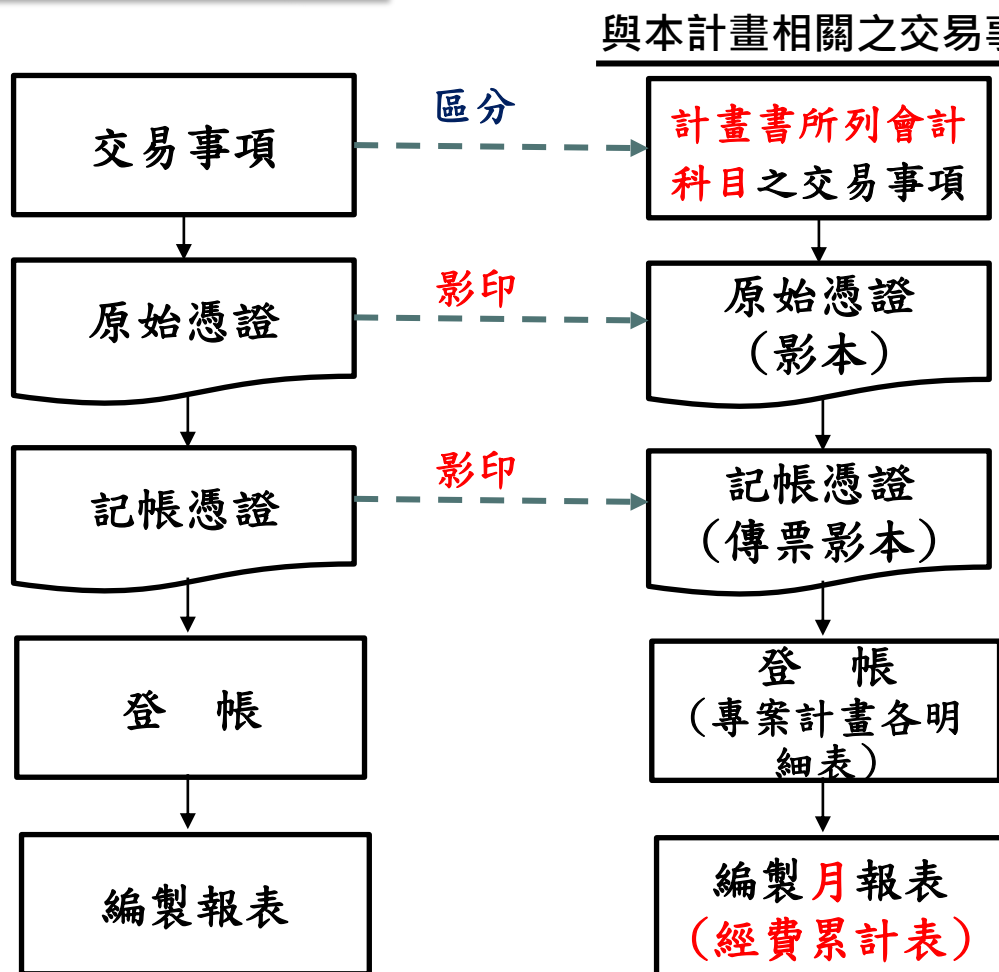 與本計畫相關之交易事
交易事項
區分
計畫書所列會計
科目之交易事項
原始憑證
影印
原始憑證
（影本）
記帳憑證
影印
記帳憑證
（傳票影本）
登　帳
登　帳
（專案計畫各明
細表）
編製報表
編製月報表
（經費累計表）